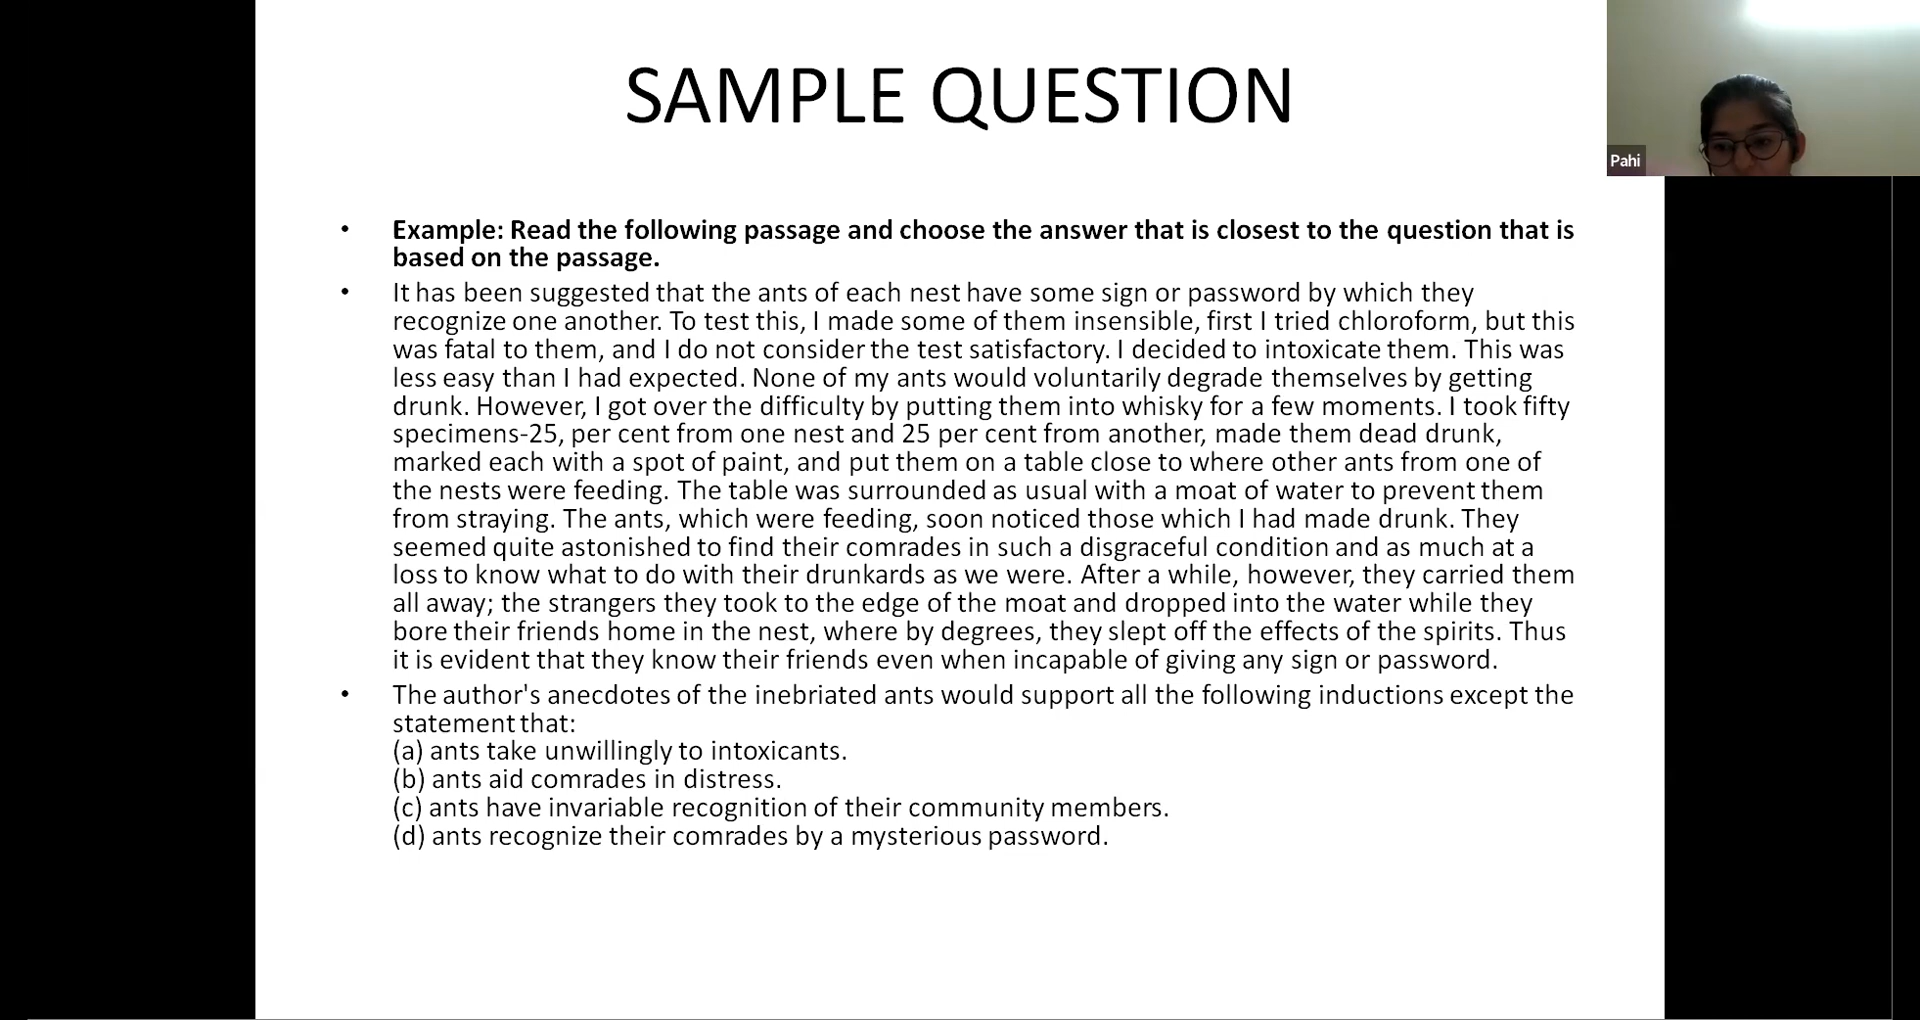 SAMPLE QUESTION
Pahi
• Example: Read the following passage and choose the answer that is closest to the question that is
based on the passage.
• It has been suggested that the ants of each nest have some sign or password by which they
recognize one another. To test this, I made some of them insensible, first I tried chloroform, but this
was fatal to them, and I do not consider the test satisfactory. I decided to intoxicate them. This was
less easy than I had expected. None of my ants would voluntarily degrade themselves by getting
drunk. However, I got over the difficulty by putting them into whisky for a few moments. I took fifty
specimens-25, per cent from one nest and 25 per cent from another, made them dead drunk,
marked each with a spot of paint, and put them on a table close to where other ants from one of
the nests were feeding. The table was surrounded as usual with a moat of water to prevent them
from straying. The ants, which were feeding, soon noticed those which I had made drunk. They
seemed quite astonished to find their comrades in such a disgraceful condition and as much at a
loss to know what to do with their drunkards as we were. After a while, however, they carried them
all away; the strangers they took to the edge of the moat and dropped into the water while they
bore their friends home in the nest, where by degrees, they slept off the effects of the spirits. Thus
it is evident that they know their friends even when incapable of giving any sign or password.
• The author's anecdotes of the inebriated ants would support all the following inductions except the
statement that:
(a) ants take unwillingly to intoxicants.
(b) ants aid comrades in distress.
(c) ants have invariable recognition of their community members.
(d) ants recognize their comrades by a mysterious password.